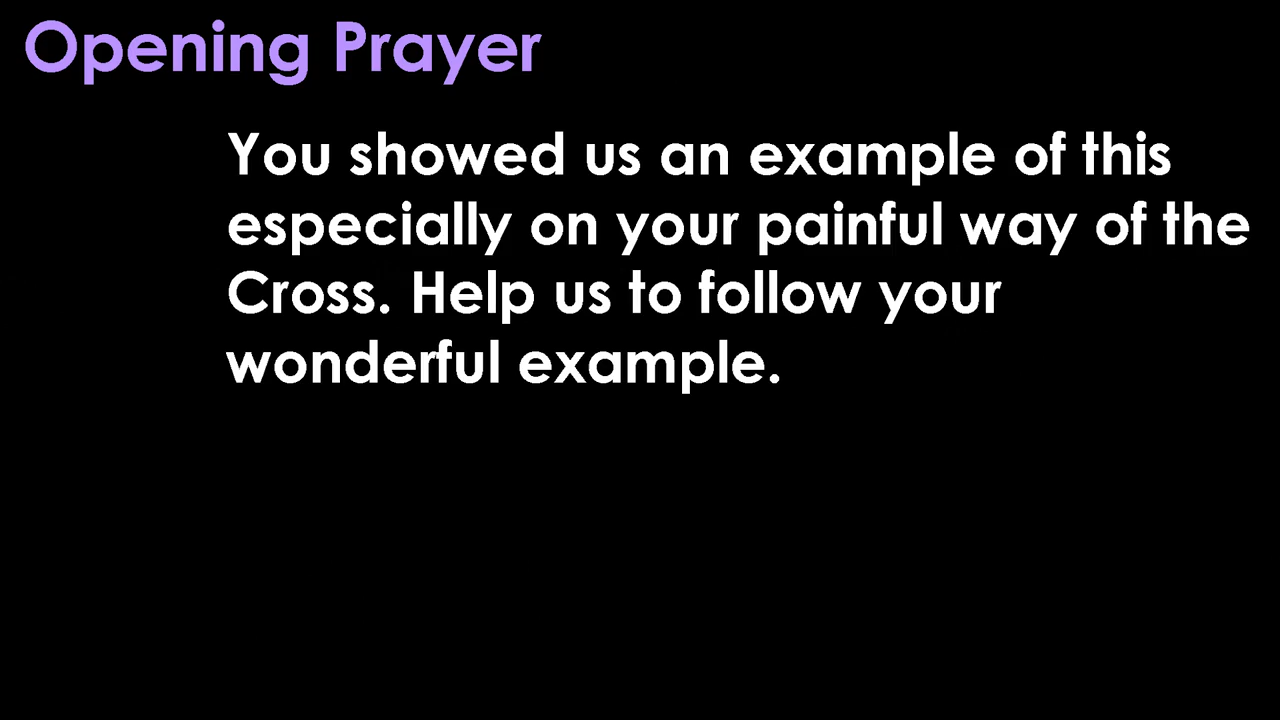 Opening Prayer
You showed us an example of this
especially on your painful way of the
Cross. Help us to follow your
wonderful example.